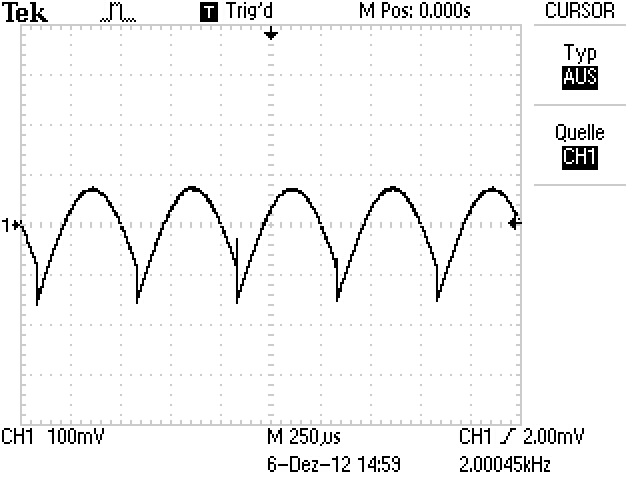 Tek T Trig'd M Pos: 0.000s CURSOR
Typ
AUS
Quelle
CH1
1
CH1 100mV M 250µs CH1 2.00mV
6-Dez-12 14:59 2.00045kHz